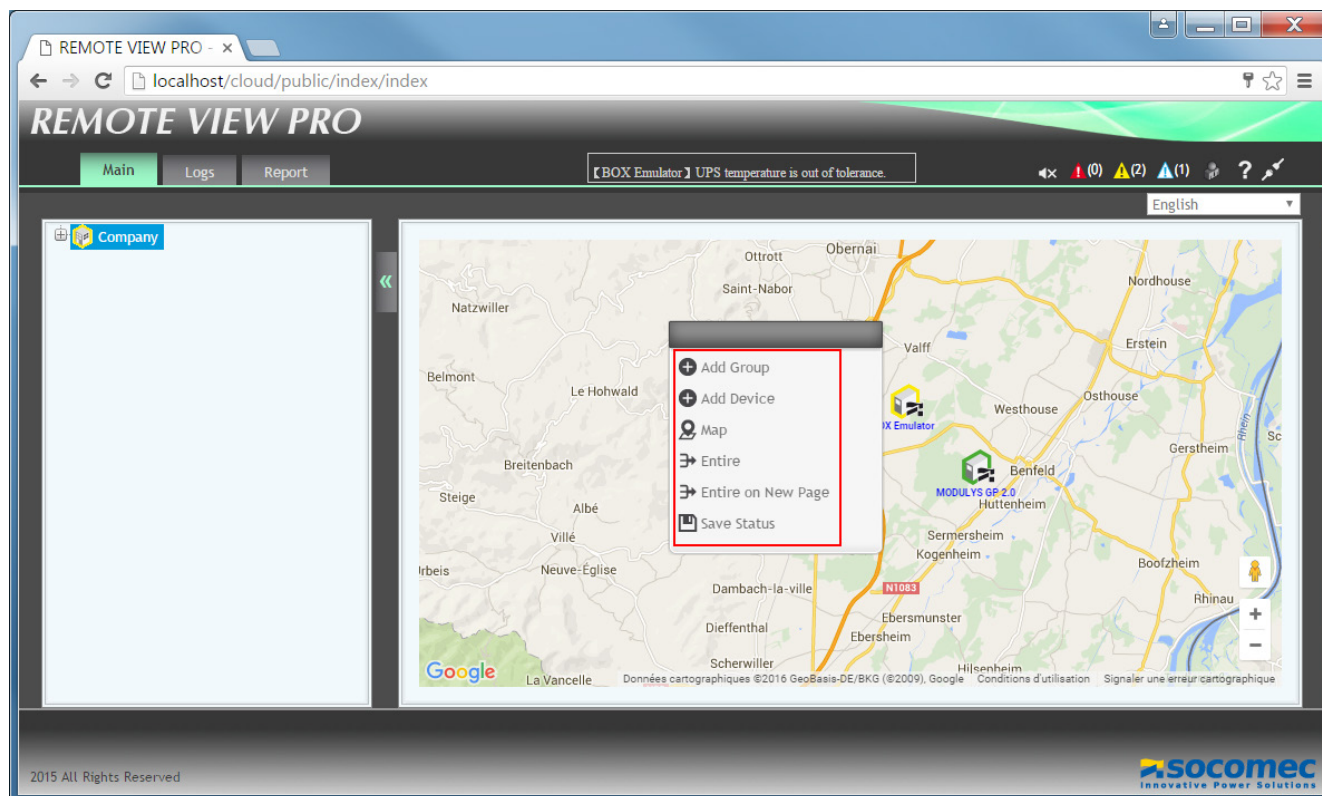 REMOTE VIEW PRO -
localhost/cloud/public/index/index
REMOTE VIEW PRO
Main
Logs
Report
【BOX Emulator】UPS temperature is out of tolerance.
(0)
(2)
(1)
?
English
Company
Ottrott
Obernai
Saint-Nabor
Nordhouse
Natzwiller
Valff
Erstein
Add Group
Belmont
Le Hohwald
Add Device
Osthouse
Westhouse
Map
OX Emulator
Rhein
Sc
Gerstheim
Entire
Breitenbach
Benfeld
Entire on New Page
MODULYS GP 2.0
Steige
Huttenheim
Albé
Save Status
Villé
Sermersheim
Kogenheim
Boofzheim
Irbeis
Neuve-Église
Dambach-la-ville
N1083
Rhinau
Ebersmunster
Dieffenthal
Ebersheim
Scherwiller
Hilsenheim
Google
La Vancelle
Données cartographiques ©2016 GeoBasis-DE/BKG (©2009), Google
Conditions d'utilisation
Signaler une erreur cartographique
2015 All Rights Reserved
socomec
Innovative Power Solutions